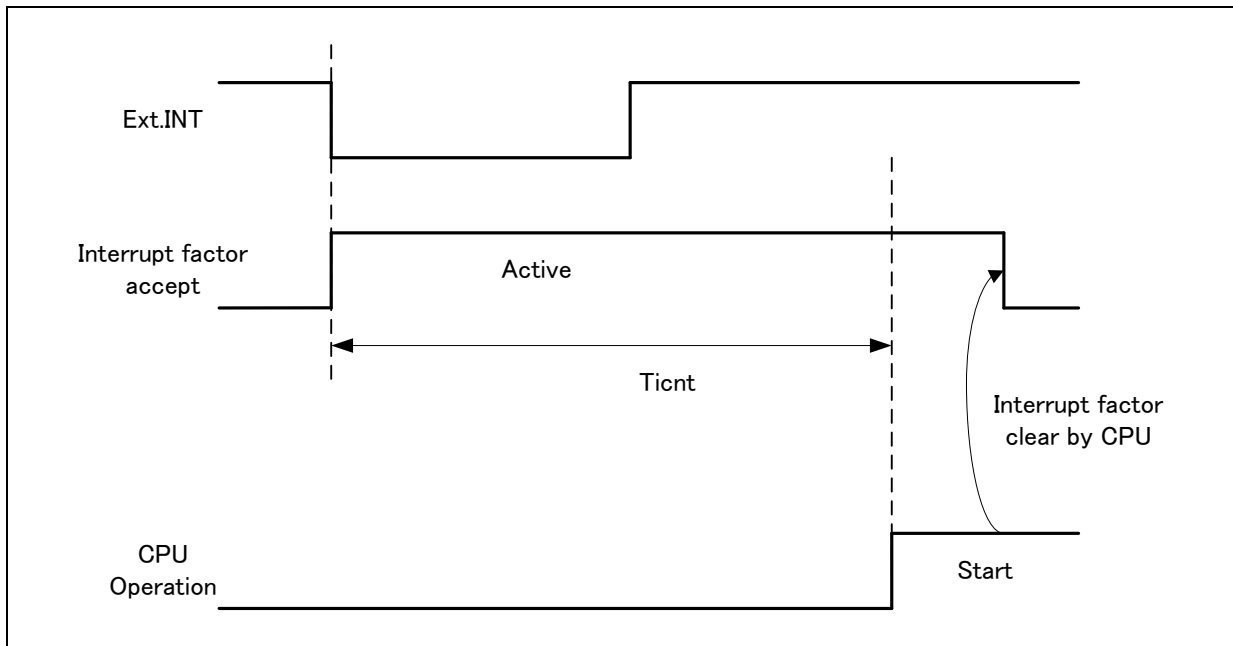 Ext.INT
Interrupt factor
accept
Active
Ticnt
Interrupt factor
clear by CPU
CPU
Operation
Start